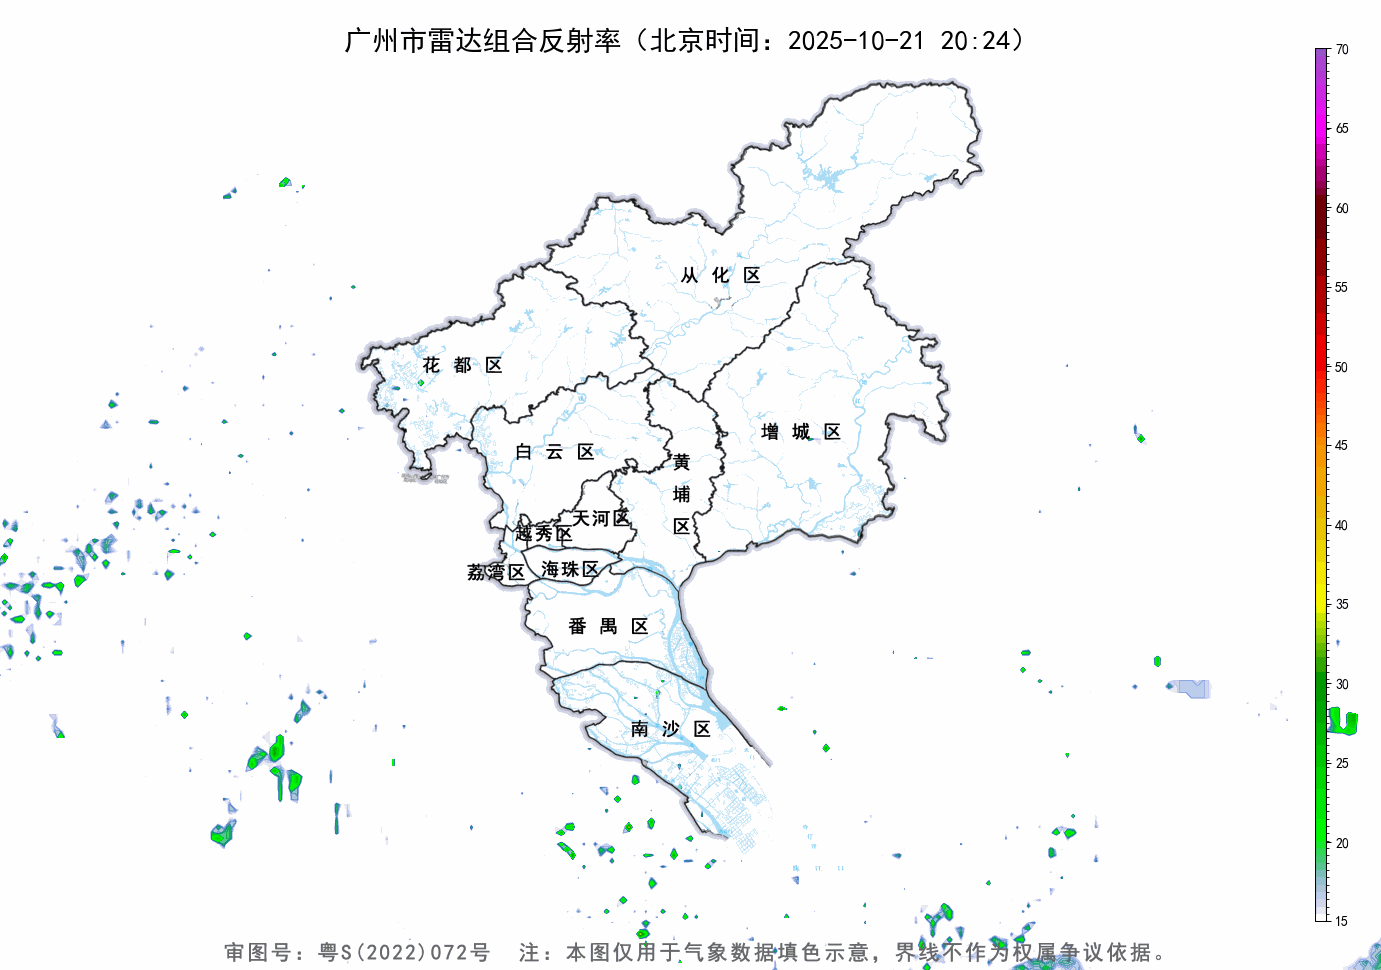 广州市雷达组合反射率（北京时间：2025-10-21 20:24）
70
65
60
55
50
45
40
35
30
25
20
15
从化区
花都区
增城区
白云区
黄埔区
天河区
越秀区
荔湾区
海珠区
番禺区
南沙区
审图号：粤S(2022)072号 注：本图仅用于气象数据填色示意，界线不作为权属争议依据。